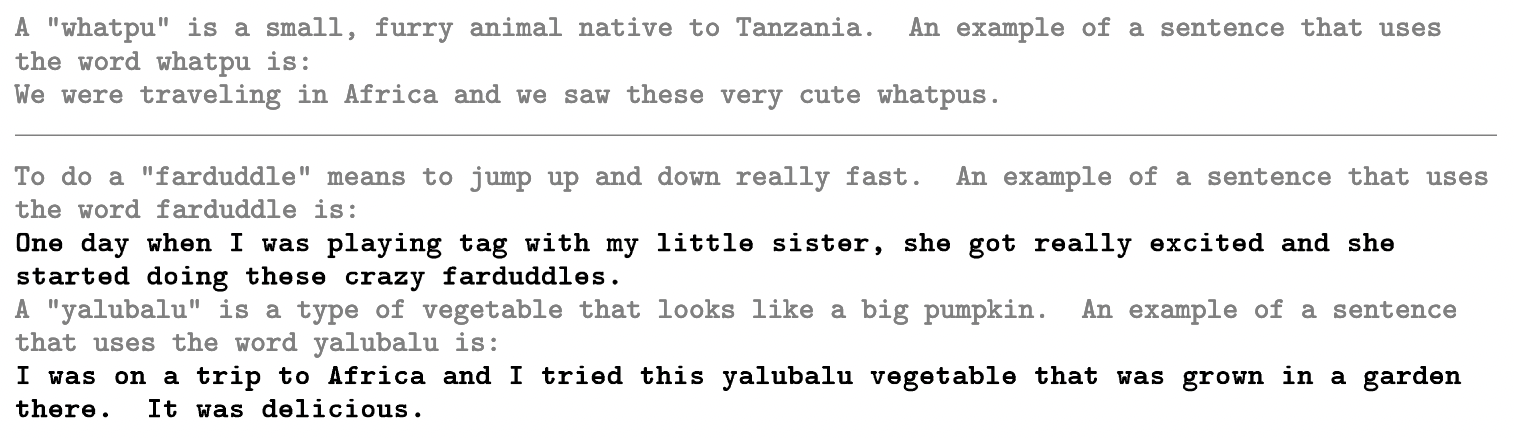 A "whatpu" is a small, furry animal native to Tanzania.  An example of a sentence that uses
the word whatpu is:
We were traveling in Africa and we saw these very cute whatpus.
To do a "farduddle" means to jump up and down really fast.  An example of a sentence that uses
the word farduddle is:
One day when I was playing tag with my little sister, she got really excited and she
started doing these crazy farduddles.
A "yalubalu" is a type of vegetable that looks like a big pumpkin.  An example of a sentence
that uses the word yalubalu is:
I was on a trip to Africa and I tried this yalubalu vegetable that was grown in a garden
there.  It was delicious.